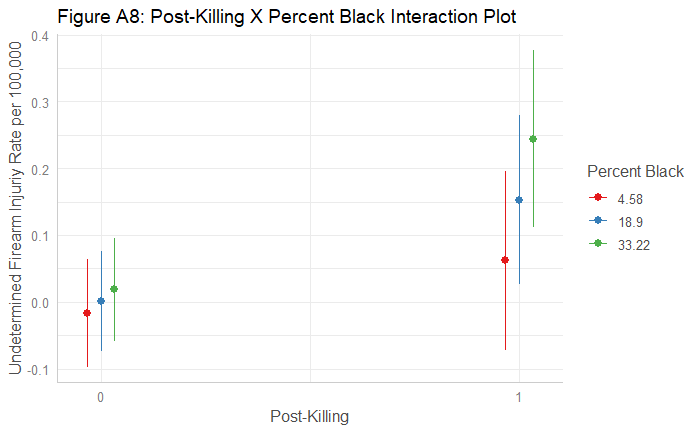 Figure A8: Post-Killing X Percent Black Interaction Plot
Undetermined Firearm Injuriy Rate per 100,000
0.4
0.3
0.2
0.1
0.0
-0.1
0
1
Post-Killing
Percent Black
4.58
18.9
33.22